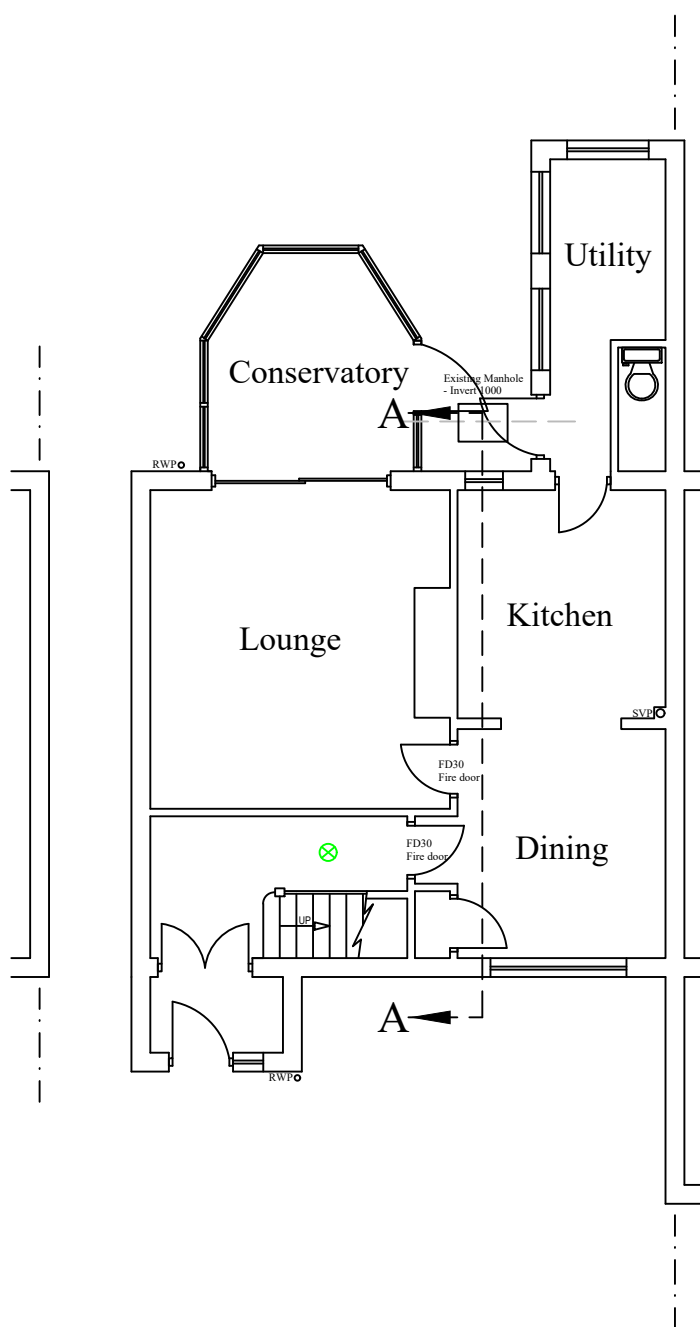 Utility
Conservatory
Existing Manhole
- Invert 1000
A
RWP
Kitchen
Lounge
SVP
FD30
Fire door
FD30
Fire door
Dining
UP
A
RWP